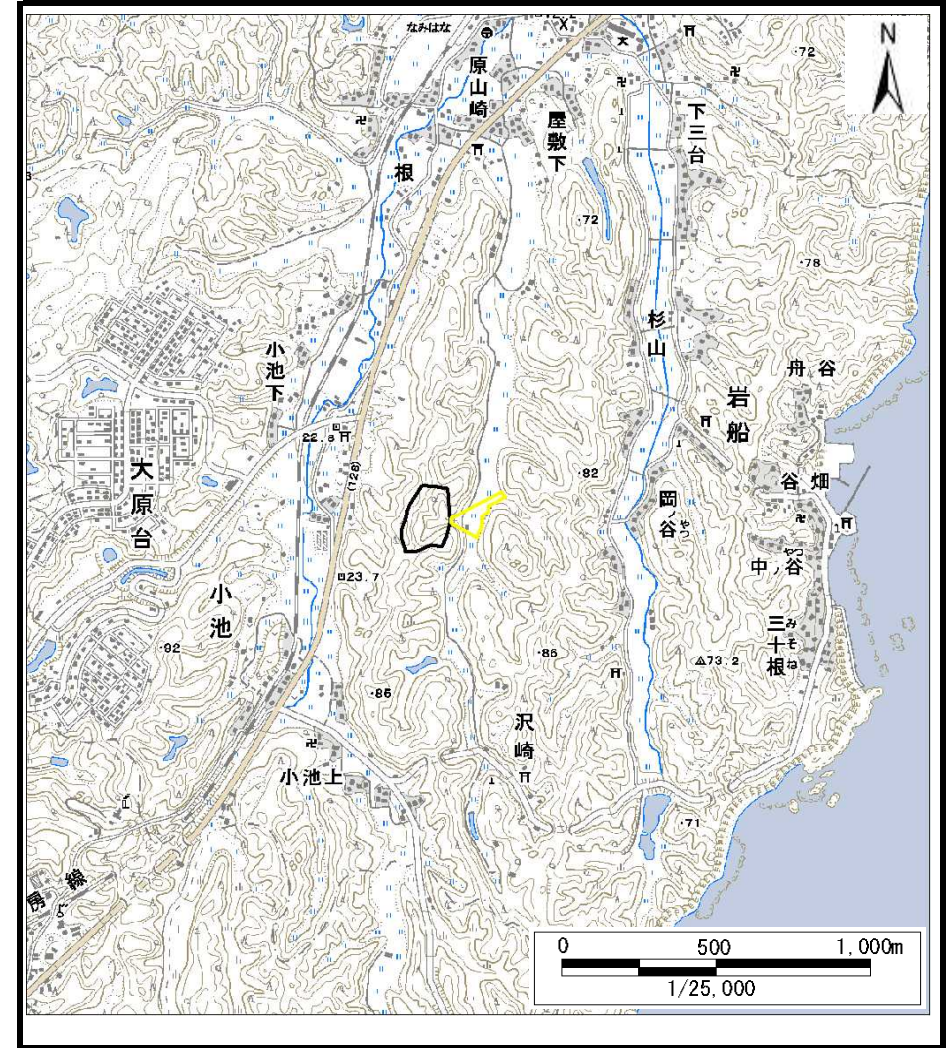 なみはな
N
72
原山崎
屋敷下
下三台
根
72
78
杉山
小池下
舟谷
岩船
22.8
大原台
(128)
82
谷畑
岡ノ谷
やつ
小池
23.7
中ノ谷
やつ
三十根
みそね
92
50
80
86
73.2
85
沢崎
小池上
71
房線
0 500 1,000m
1/25,000